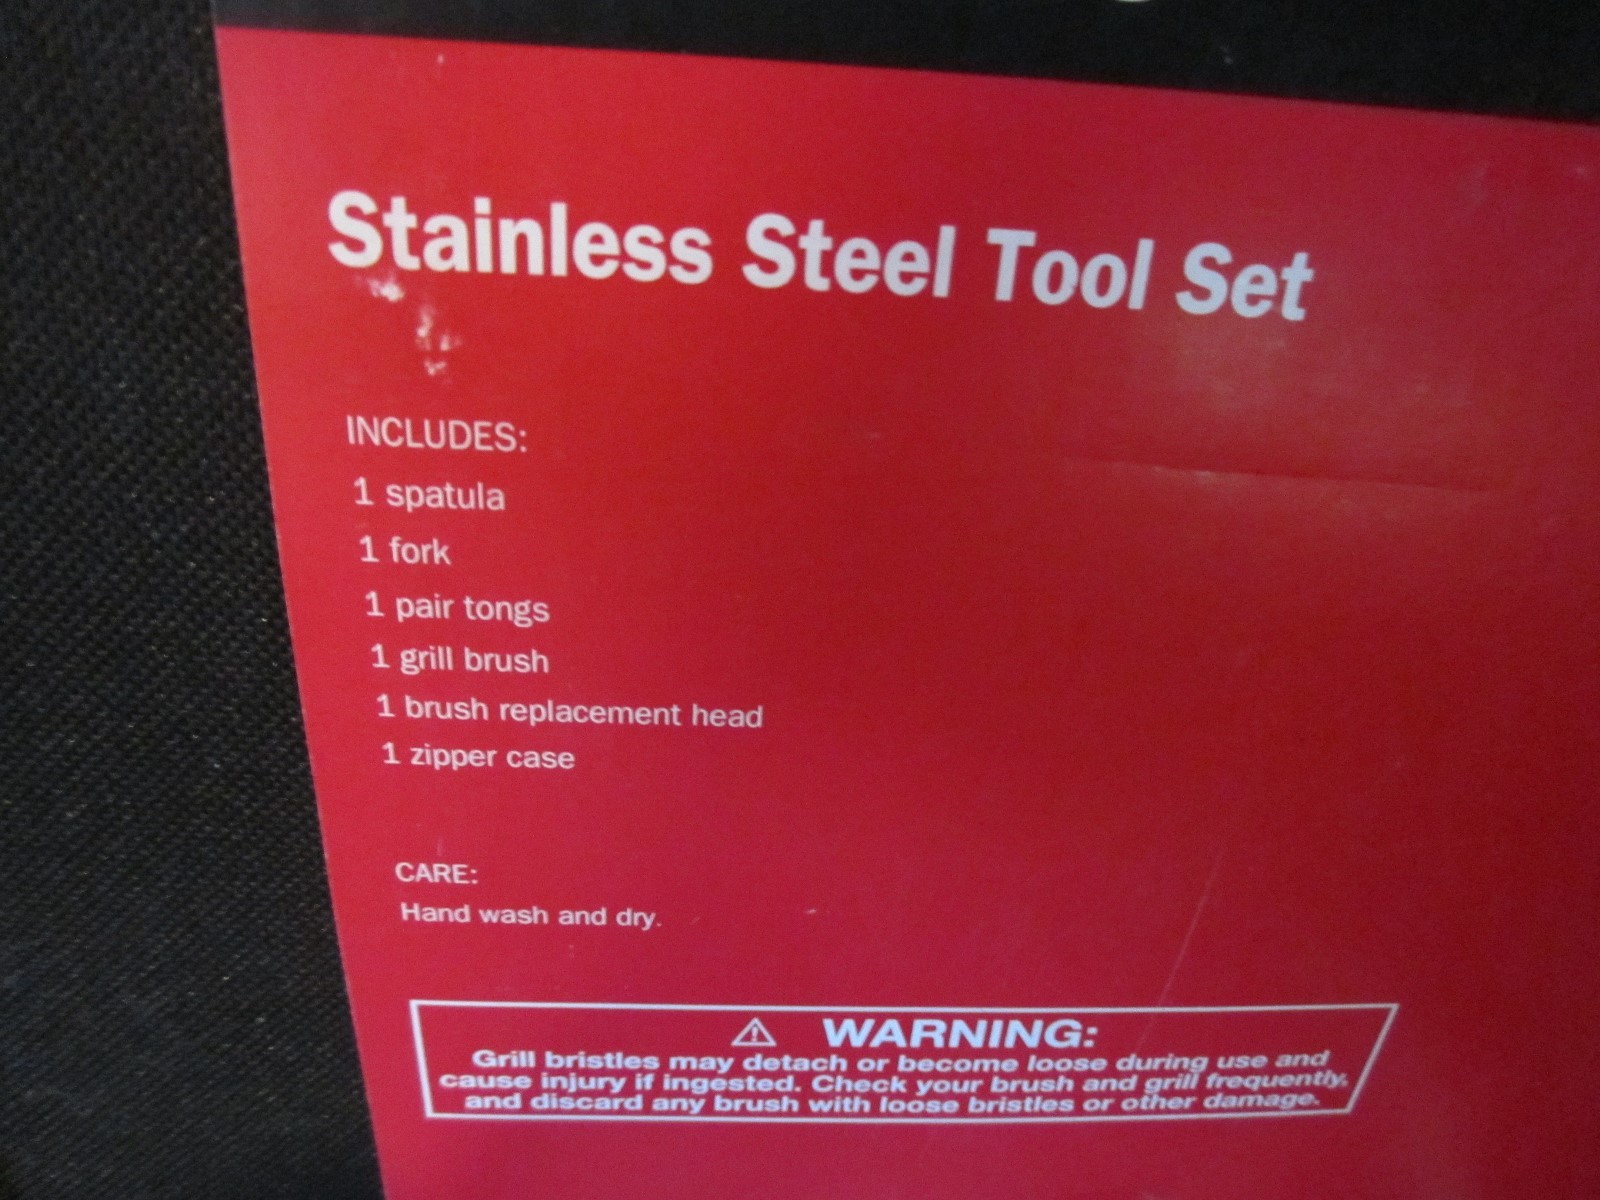 Stainless Steel Tool Set
INCLUDES:
1 spatula
1 fork
1 pair tongs
1 grill brush
1 brush replacement head
1 zipper case
CARE:
Hand wash and dry.
⚠ WARNING:
Grill bristles may detach or become loose during use and
cause injury if ingested. Check your brush and grill frequently,
and discard any brush with loose bristles or other damage.